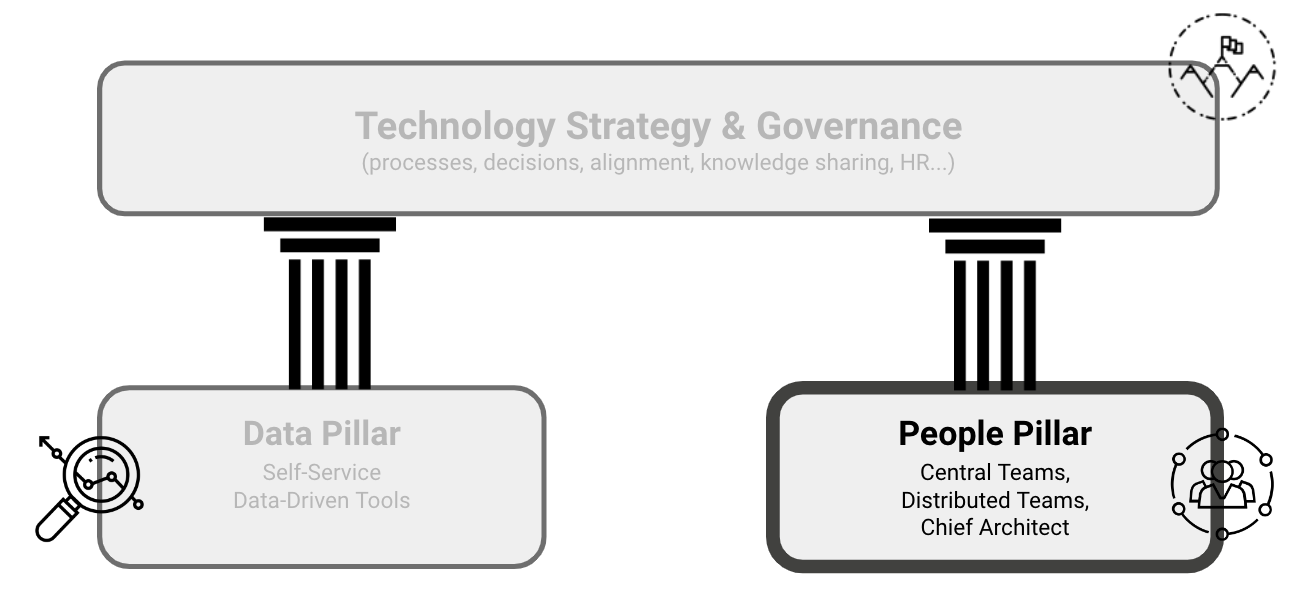 Technology Strategy & Governance
(processes, decisions, alignment, knowledge sharing, HR...)
Data Pillar
Self-Service
Data-Driven Tools
People Pillar
Central Teams,
Distributed Teams,
Chief Architect